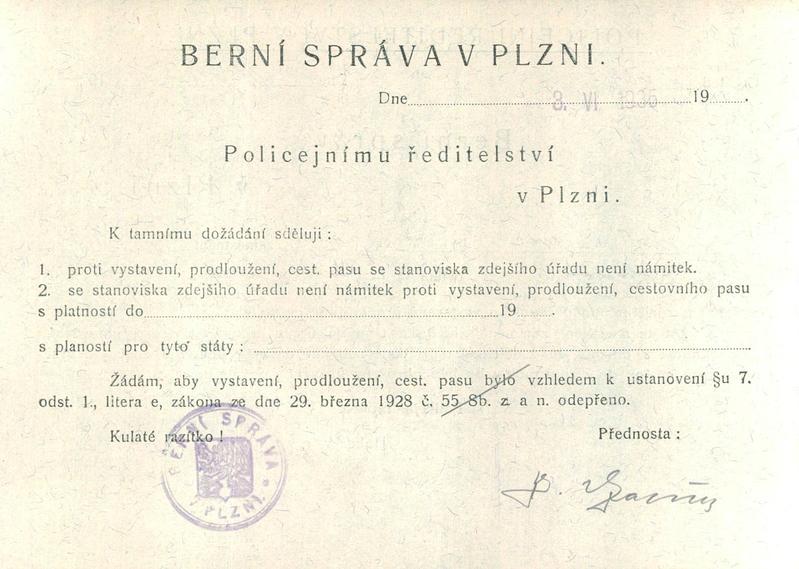 BERNÍ SPRÁVA V PLZNI.
Dne 3. VI 1936 19 .
Policejnímu ředitelství
v Plzni.
K tamnímu dožádání sděluji :
1. proti vystavení, prodloužení, cest. pasu se stanoviska zdejšího úřadu není námitek.
2. se stanoviska zdejšiho úřadu není námitek proti vystavení, prodloužení, cestovního pasu
s platností do 19 .
s plaností pro tyto státy :
Žádám, aby vystavení, prodloužení, cest. pasu bylo vzhledem k ustanovení §u 7.
odst. 1., litera e, zákona ze dne 29. března 1928 č. 55 Sb. z. a n. odepřeno.
Kulaté razítko !
Přednosta :
BERNÍ SPRÁVA
V PLZNI.